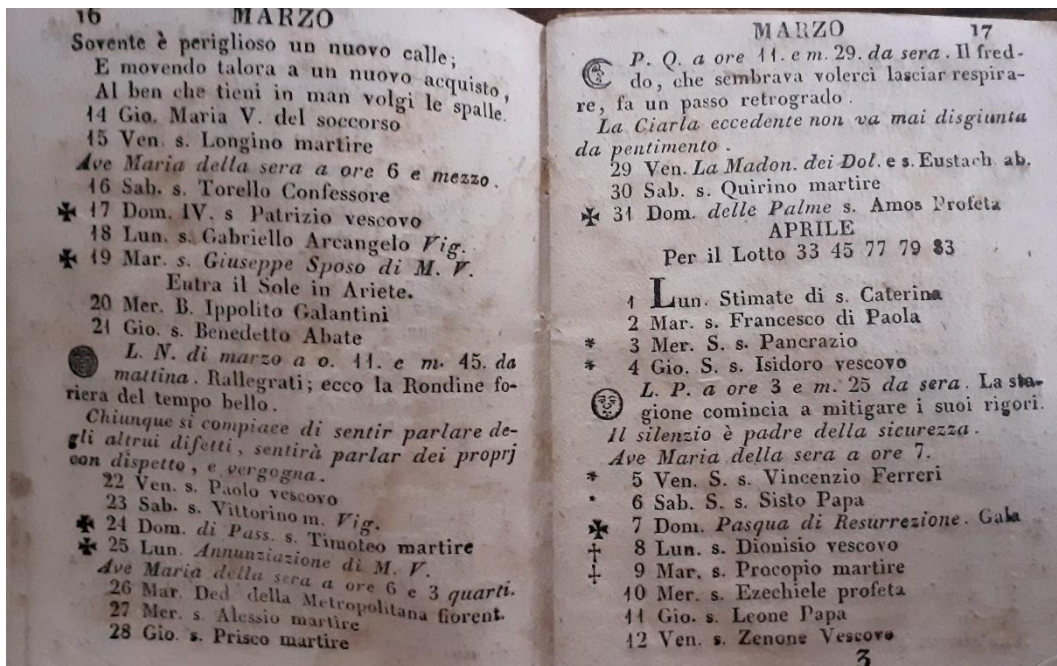 16 MARZO
Sovente è periglioso un nuovo calle;
E movendo talora a un nuovo acquisto,
Al ben che tieni in man volgi le spalle.
14 Gio. Maria V. del soccorso
15 Ven. s. Longino martire
Ave Maria della sera a ore 6 e mezzo.
16 Sab. s. Torello Confessore
✠ 17 Dom. IV. s Patrizio vescovo
18 Lun. s. Gabriello Arcangelo Vig.
✠ 19 Mar. s. Giuseppe Sposo di M. V.
Entra il Sole in Ariete.
20 Mer. B. Ippolito Galantini
21 Gio. s. Benedetto Abate
L. N. di marzo a o. 11. e m. 45. da
mattina. Rallegrati; ecco la Rondine fo-
riera del tempo bello.
Chiunque si compiace di sentir parlare de-
gli altrui difetti, sentirà parlar dei proprj
con dispetto, e vergogna.
22 Ven. s. Paolo vescovo
23 Sab. s. Vittorino m. Vig.
✠ 24 Dom. di Pass. s. Timoteo martire
✠ 25 Lun. Annunziazione di M. V.
Ave Maria della sera a ore 6 e 3 quarti.
26 Mar. Ded della Metropolitana fiorent.
27 Mer. s. Alessio martire
28 Gio. s. Prisco martire
MARZO 17
P. Q. a ore 11. e m. 29. da sera. Il fred-
do, che sembrava volerci lasciar respira-
re, fa un passo retrogrado.
La Ciarla eccedente non va mai disgiunta
da pentimento.
29 Ven. La Madon. dei Dol. e s. Eustach. ab.
30 Sab. s. Quirino martire
✠ 31 Dom. delle Palme s. Amos Profeta
APRILE
Per il Lotto 33 45 77 79 83
1 Lun. Stimate di s. Caterina
2 Mar. s. Francesco di Paola
* 3 Mer. S. s. Pancrazio
* 4 Gio. S. s. Isidoro vescovo
L. P. a ore 3 e m. 25 da sera. La sta-
gione comincia a mitigare i suoi rigori.
Il silenzio è padre della sicurezza.
Ave Maria della sera a ore 7.
* 5 Ven. S. s. Vincenzio Ferreri
* 6 Sab. S. s. Sisto Papa
✠ 7 Dom. Pasqua di Resurrezione. Gala
† 8 Lun. s. Dionisio vescovo
† 9 Mar. s. Procopio martire
10 Mer. s. Ezechiele profeta
11 Gio. s. Leone Papa
12 Ven. s. Zenone Vescovo
3